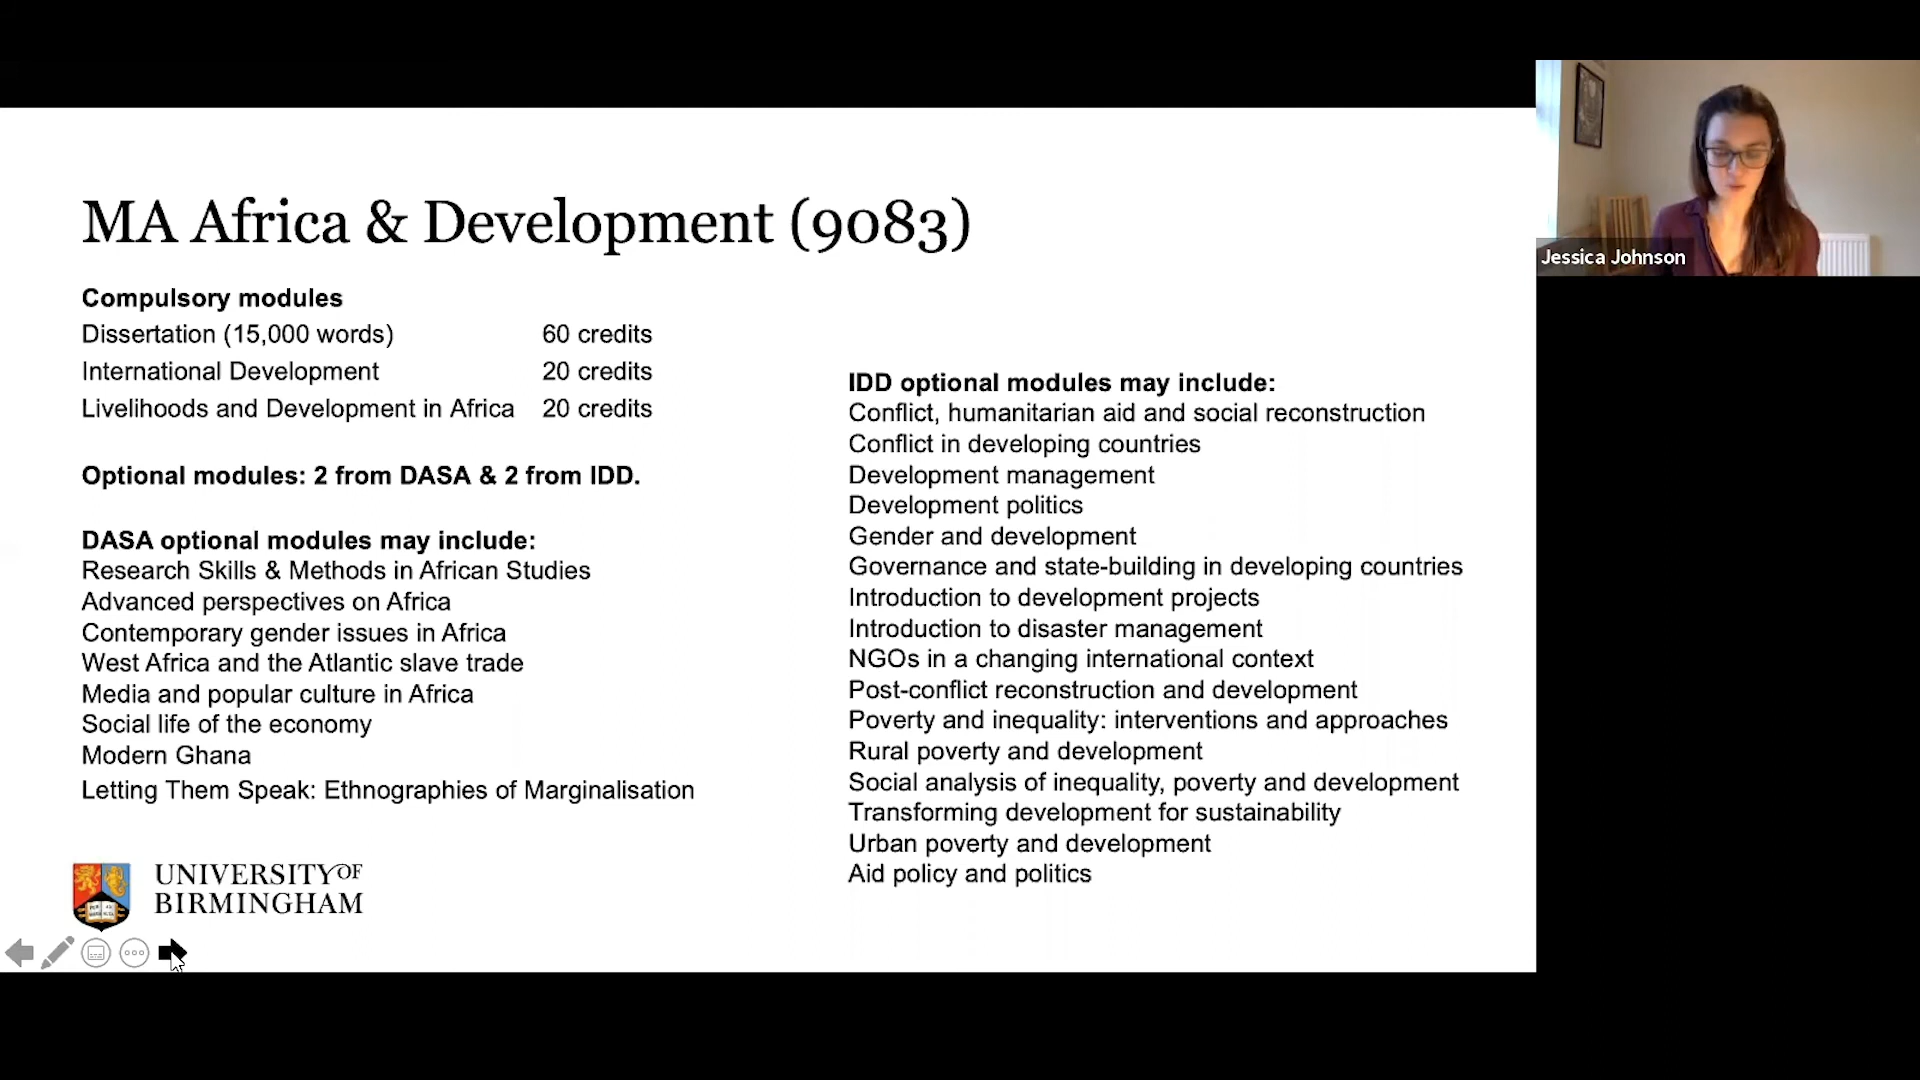 MA Africa & Development (9083)
Compulsory modules
Dissertation (15,000 words) 60 credits
International Development 20 credits
Livelihoods and Development in Africa 20 credits
Optional modules: 2 from DASA & 2 from IDD.
DASA optional modules may include:
Research Skills & Methods in African Studies
Advanced perspectives on Africa
Contemporary gender issues in Africa
West Africa and the Atlantic slave trade
Media and popular culture in Africa
Social life of the economy
Modern Ghana
Letting Them Speak: Ethnographies of Marginalisation
IDD optional modules may include:
Conflict, humanitarian aid and social reconstruction
Conflict in developing countries
Development management
Development politics
Gender and development
Governance and state-building in developing countries
Introduction to development projects
Introduction to disaster management
NGOs in a changing international context
Post-conflict reconstruction and development
Poverty and inequality: interventions and approaches
Rural poverty and development
Social analysis of inequality, poverty and development
Transforming development for sustainability
Urban poverty and development
Aid policy and politics
UNIVERSITY OF
BIRMINGHAM
Jessica Johnson